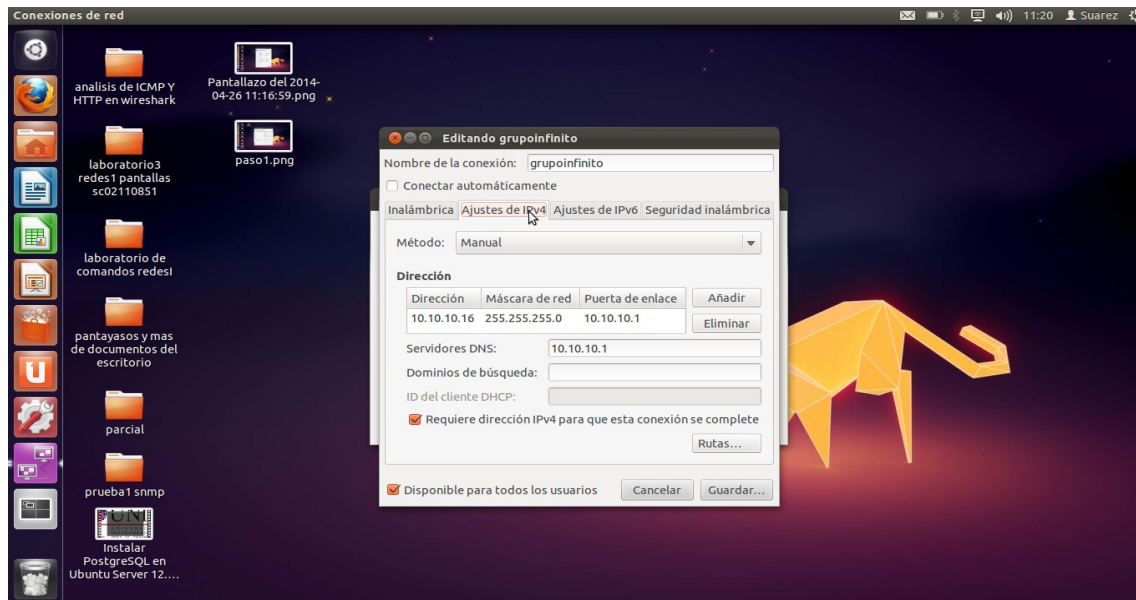 Conexiones de red
11:20
Suarez
analisis de ICMP Y
HTTP en wireshark
Pantallazo del 2014-
04-26 11:16:59.png
laboratorio3
redes1 pantallas
sc02110851
paso1.png
laboratorio de
comandos redesI
pantayasos y mas
de documentos del
escritorio
parcial
prueba1 snmp
UNI
Instalar
PostgreSQL en
Ubuntu Server 12....
Editando grupoinfinito
Nombre de la conexión: grupoinfinito
Conectar automáticamente
Inalámbrica Ajustes de IPv4 Ajustes de IPv6 Seguridad inalámbrica
Método: Manual
Dirección
Dirección Máscara de red Puerta de enlace Añadir
10.10.10.16 255.255.255.0 10.10.10.1 Eliminar
Servidores DNS: 10.10.10.1
Dominios de búsqueda:
ID del cliente DHCP:
Requiere dirección IPv4 para que esta conexión se complete
Rutas...
Disponible para todos los usuarios Cancelar Guardar...